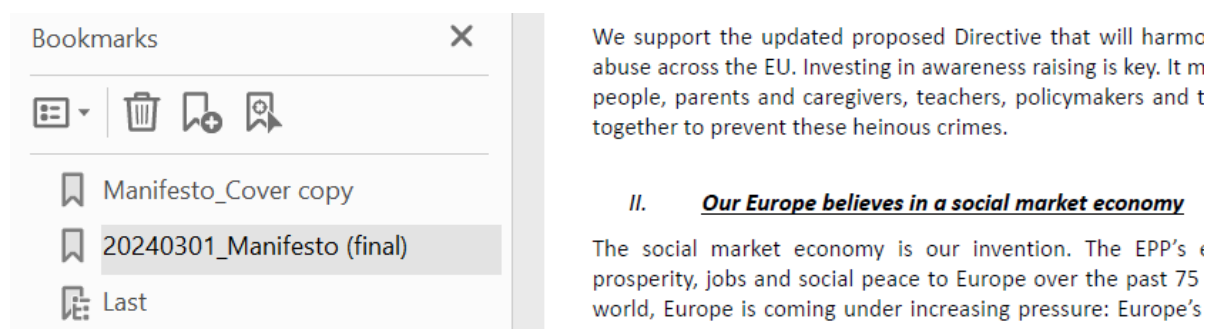 Bookmarks
Manifesto_Cover copy
20240301_Manifesto (final)
Last
We support the updated proposed Directive that will
abuse across the EU. Investing in awareness raising is key. It
people, parents and caregivers, teachers, policymakers and
together to prevent these heinous crimes.
II. Our Europe believes in a social market economy
The social market economy is our invention. The EPP’s
prosperity, jobs and social peace to Europe over the past 75
world, Europe is coming under increasing pressure: Europe’s